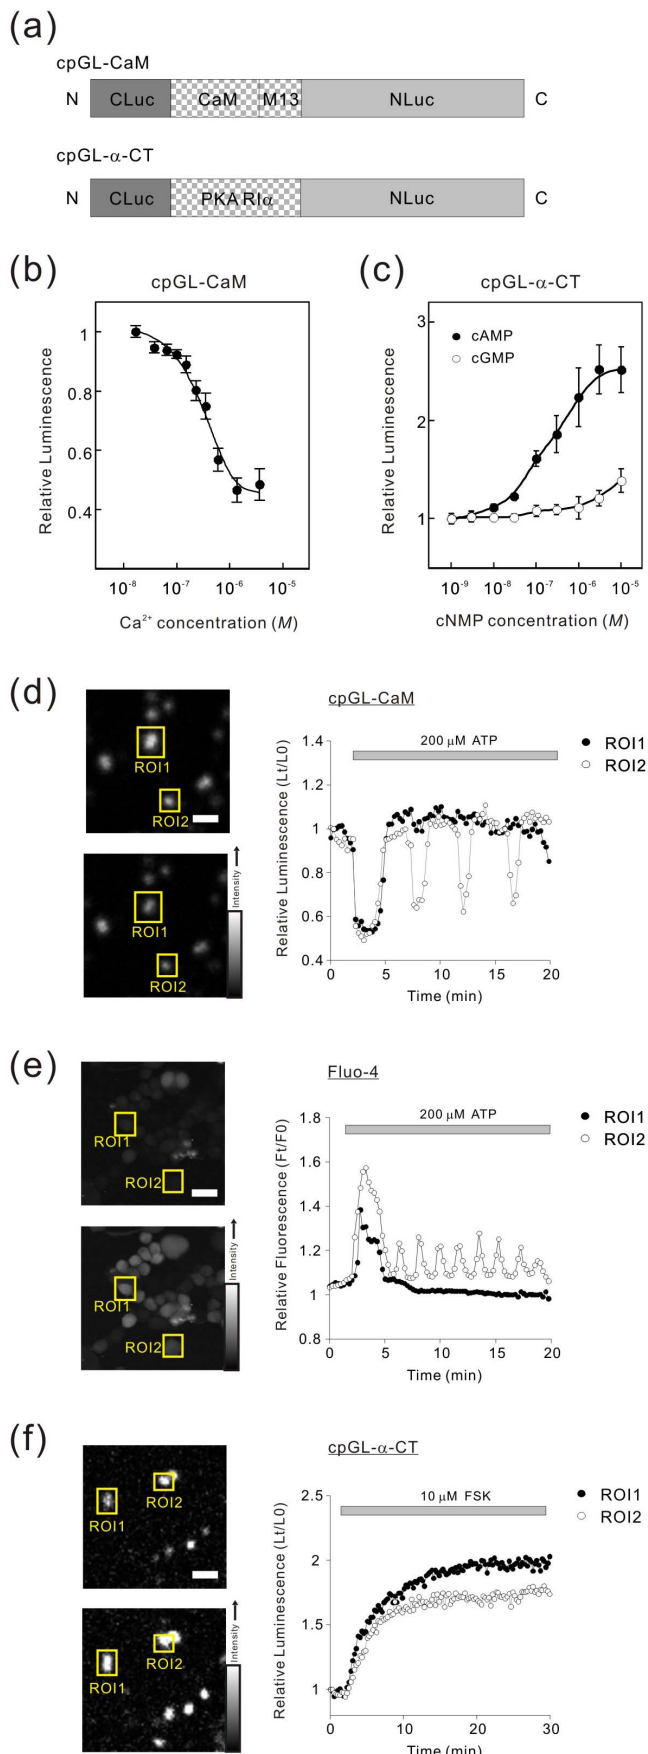 (a)
cpGL-CaM
N CLuc CaM M13 NLuc C
cpGL-α-CT
N CLuc PKA RIα NLuc C
(b) (c)
cpGL-CaM
Relative Luminescence
1
0.8
0.6
0.4
10⁻⁸ 10⁻⁷ 10⁻⁶ 10⁻⁵
Ca²⁺ concentration (M)
cpGL-α-CT
cAMP
cGMP
Relative Luminescence
3
2
1
10⁻⁹ 10⁻⁸ 10⁻⁷ 10⁻⁶ 10⁻⁵
cNMP concentration (M)
(d)
ROI1
ROI2
Intensity
ROI1
ROI2
cpGL-CaM
200 μM ATP
ROI1
ROI2
Relative Luminescence (Lt/L0)
1.4
1.2
1
0.8
0.6
0.4
0 5 10 15 20
Time (min)
(e)
ROI1
ROI2
Intensity
ROI1
ROI2
Fluo-4
200 μM ATP
ROI1
ROI2
Relative Fluorescence (Ft/F0)
1.8
1.6
1.4
1.2
1
0.8
0 5 10 15 20
Time (min)
(f)
ROI1
ROI2
Intensity
ROI1
ROI2
cpGL-α-CT
10 μM FSK
ROI1
ROI2
Relative Luminescence (Lt/L0)
2.5
2
1.5
1
0 10 20 30
Time (min)